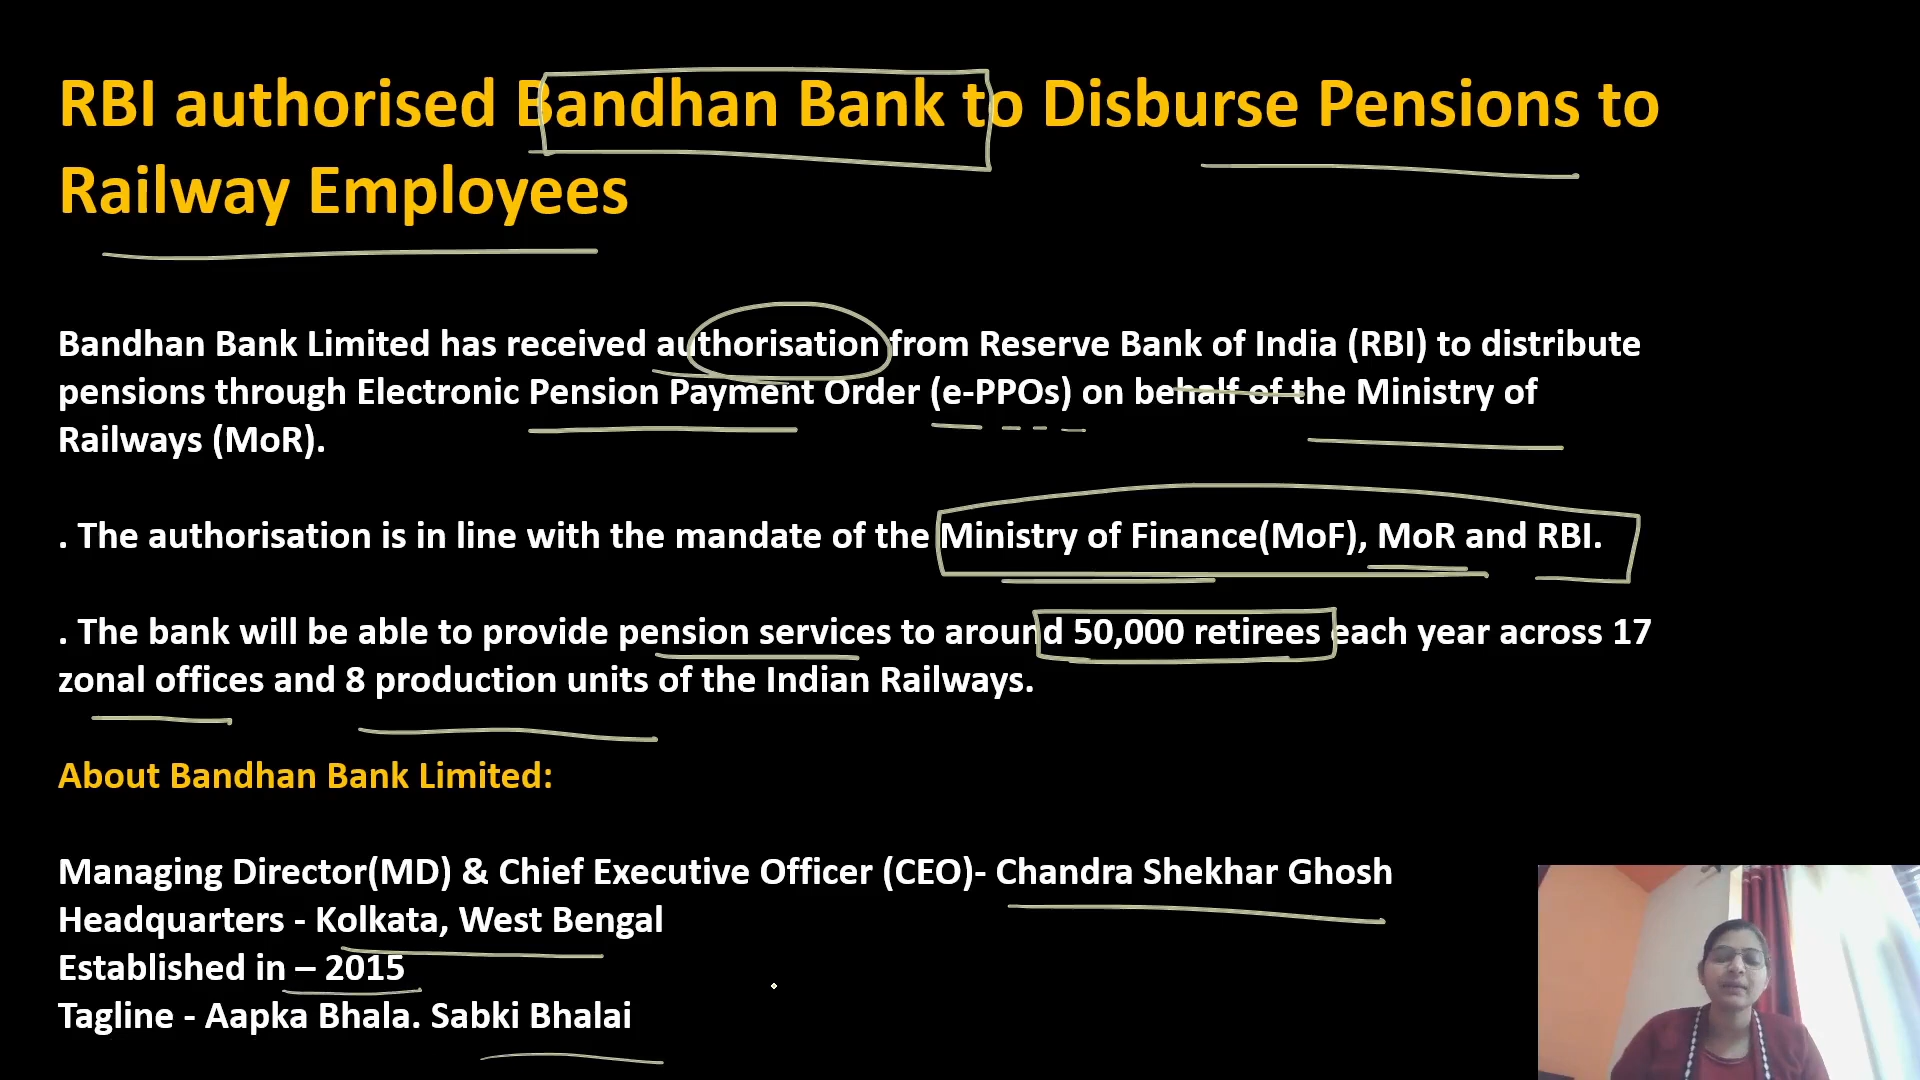 RBI authorised Bandhan Bank to Disburse Pensions to
Railway Employees
Bandhan Bank Limited has received authorisation from Reserve Bank of India (RBI) to distribute
pensions through Electronic Pension Payment Order (e-PPOs) on behalf of the Ministry of
Railways (MoR).
. The authorisation is in line with the mandate of the Ministry of Finance(MoF), MoR and RBI.
. The bank will be able to provide pension services to around 50,000 retirees each year across 17
zonal offices and 8 production units of the Indian Railways.
About Bandhan Bank Limited:
Managing Director(MD) & Chief Executive Officer (CEO)- Chandra Shekhar Ghosh
Headquarters - Kolkata, West Bengal
Established in – 2015
Tagline - Aapka Bhala. Sabki Bhalai